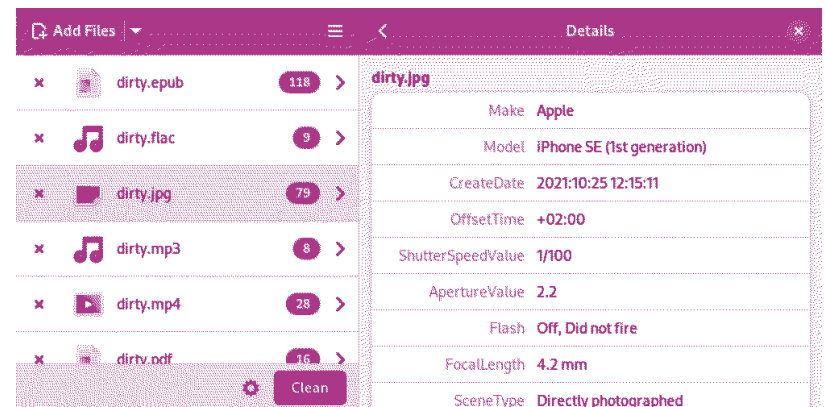 Add Files
Details
dirty.epub 118
dirty.flac 9
dirty.jpg 79
dirty.mp3 8
dirty.mp4 28
dirty.pdf 16
Clean
dirty.jpg
Make Apple
Model iPhone SE (1st generation)
CreateDate 2021:10:25 12:15:11
OffsetTime +02:00
ShutterSpeedValue 1/100
ApertureValue 2.2
Flash Off, Did not fire
FocalLength 4.2 mm
SceneType Directly photographed